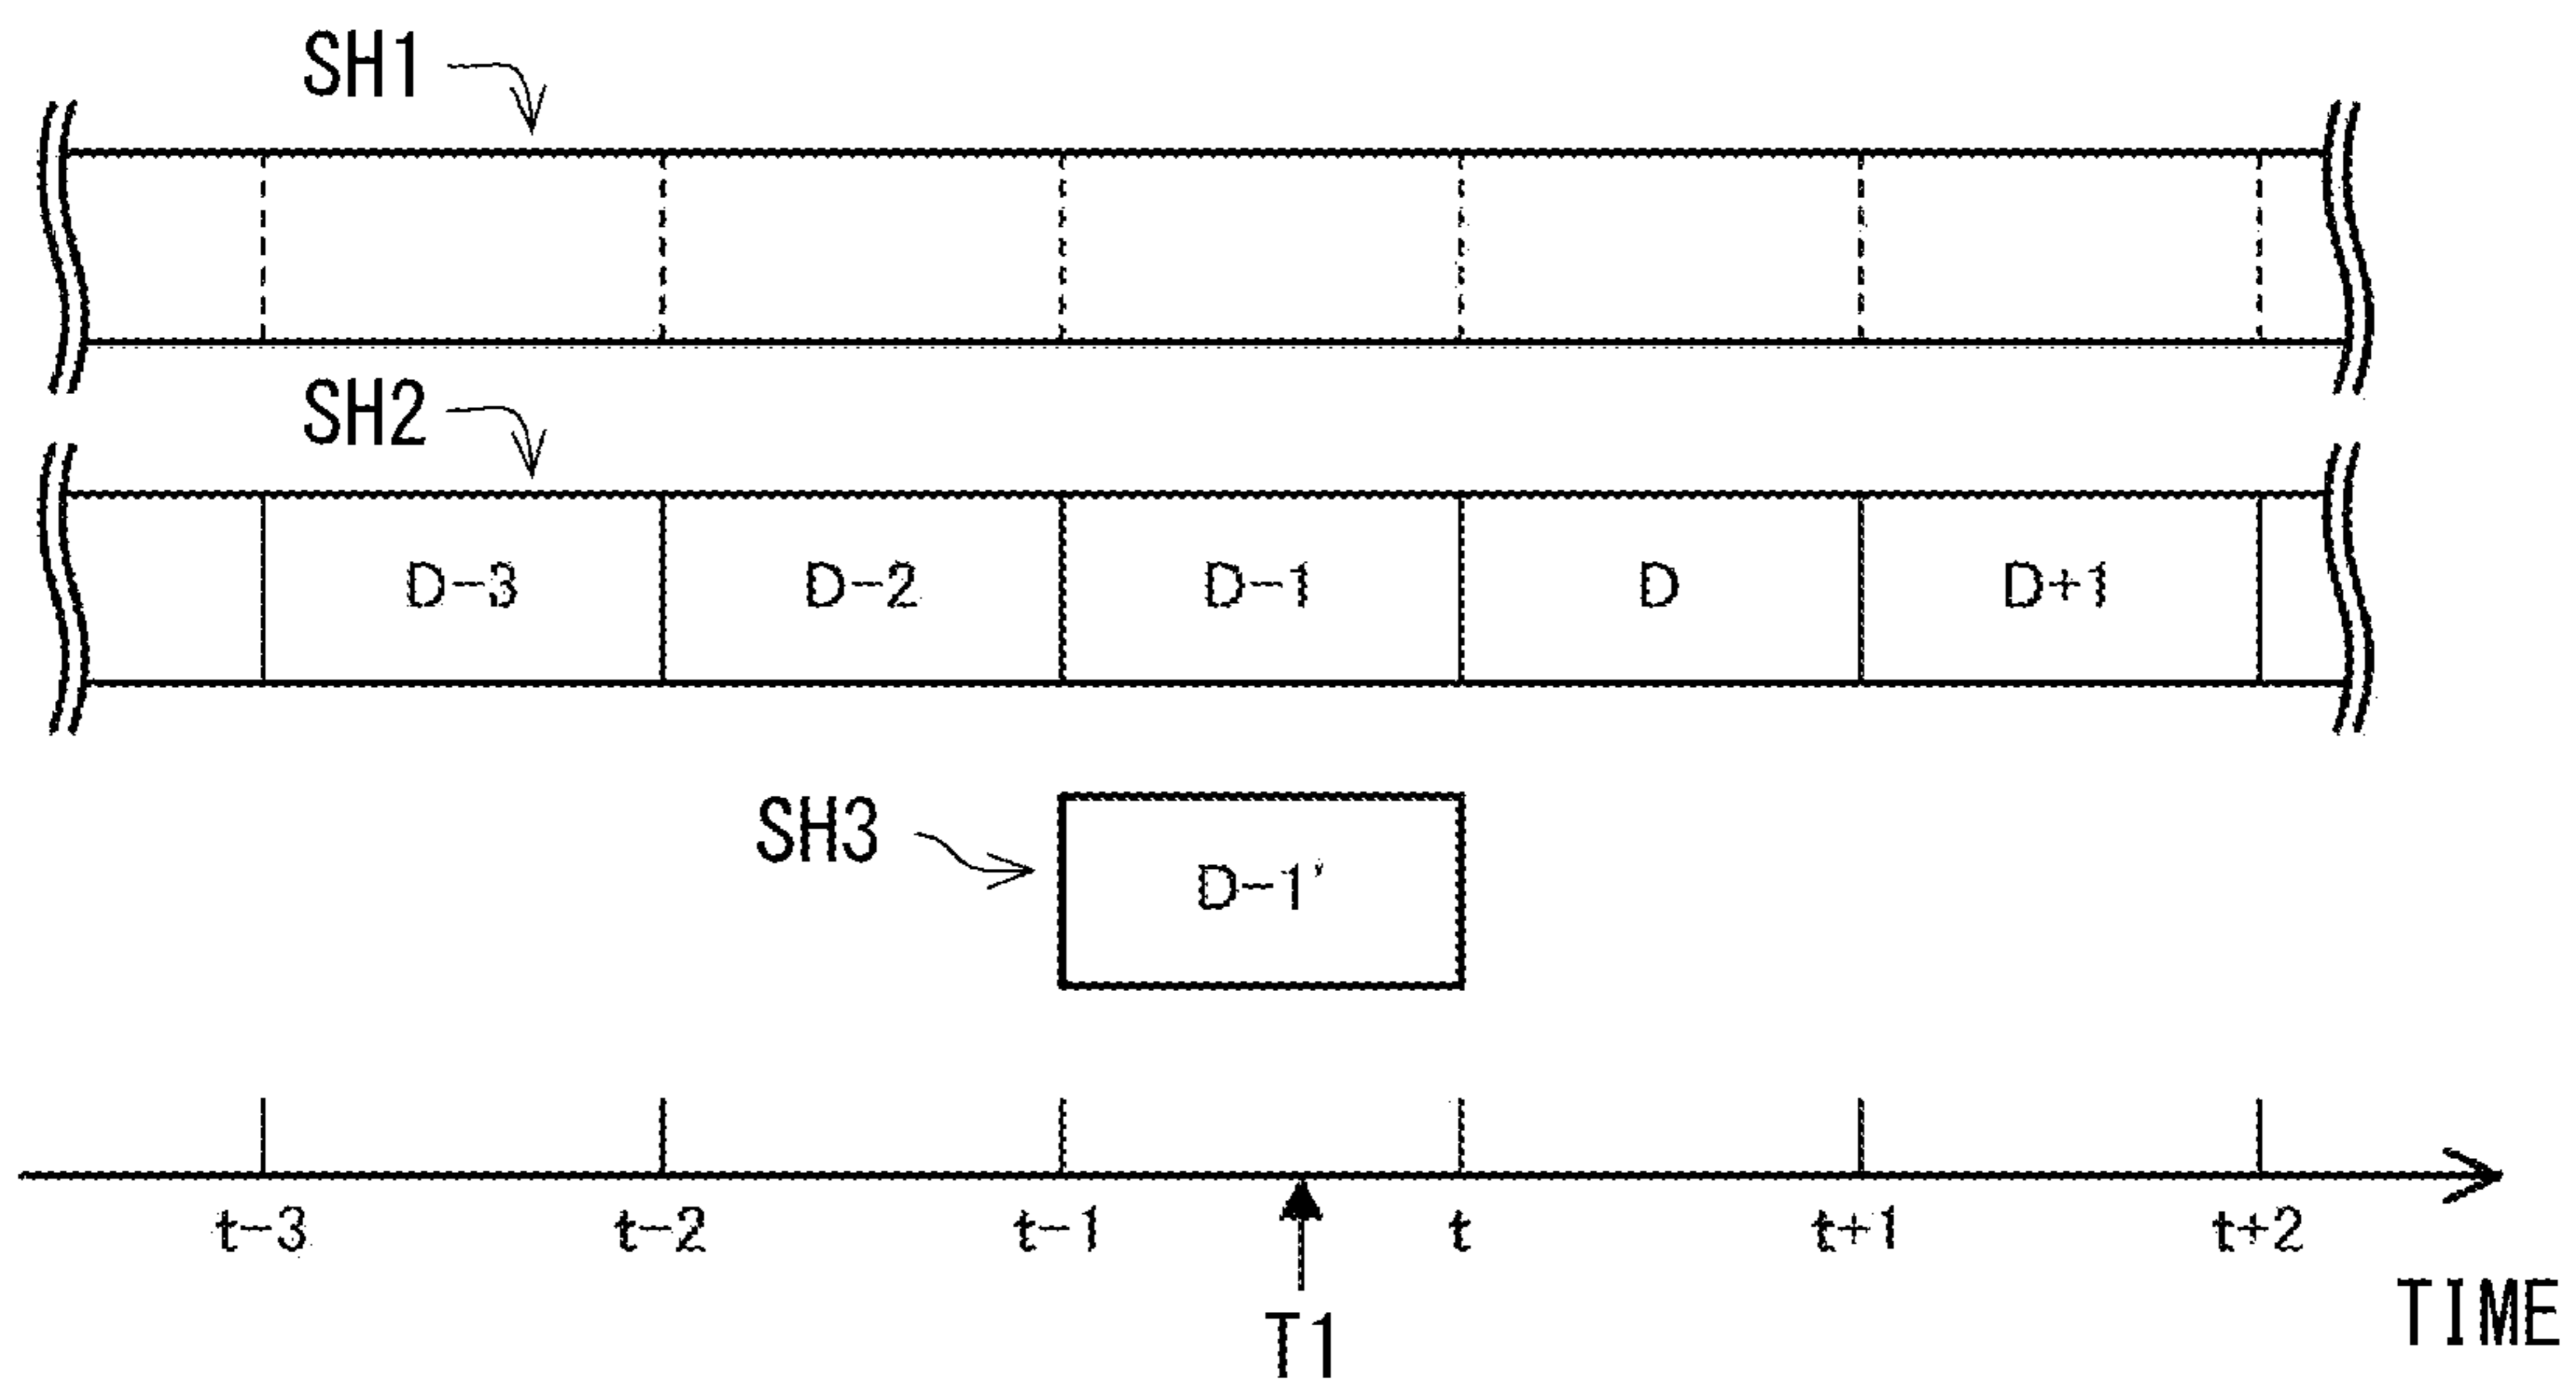 SH1
SH2
D-3 D-2 D-1 D D+1
SH3
D-1'
t-3 t-2 t-1 t t+1 t+2
T1
TIME